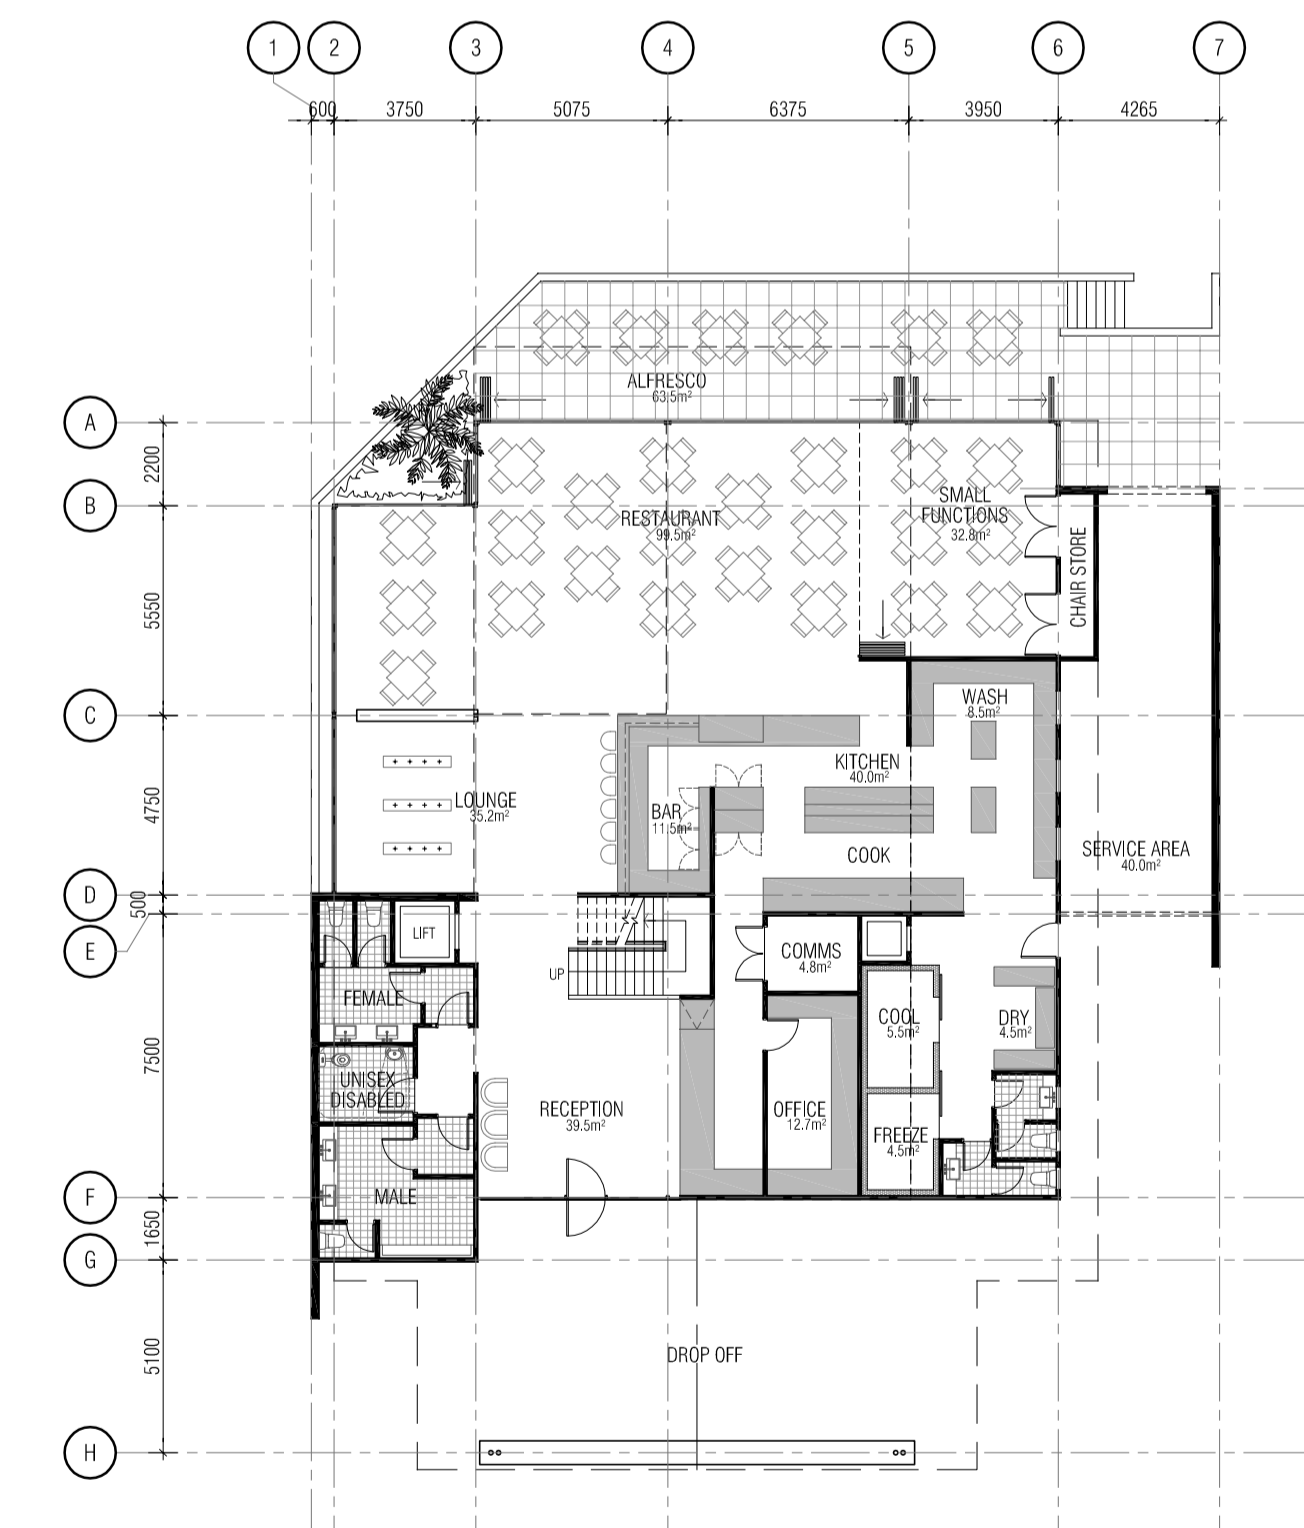 1 2 3 4 5 6 7
600 3750 5075 6375 3950 4265
ALFRESCO
63.5m²
A
2200
B
SMALL
FUNCTIONS
32.8m²
RESTAURANT
99.5m²
CHAIR STORE
5550
C
WASH
8.5m²
KITCHEN
40.0m²
LOUNGE
35.2m²
BAR
11.5m²
4750
COOK
SERVICE AREA
40.0m²
D
500
E
LIFT
COMMS
4.8m²
UP
FEMALE
COOL
5.5m²
DRY
4.5m²
7500
UNISEX
DISABLED
RECEPTION
39.5m²
OFFICE
12.7m²
FREEZE
4.5m²
MALE
F
1650
G
5100
DROP OFF
H